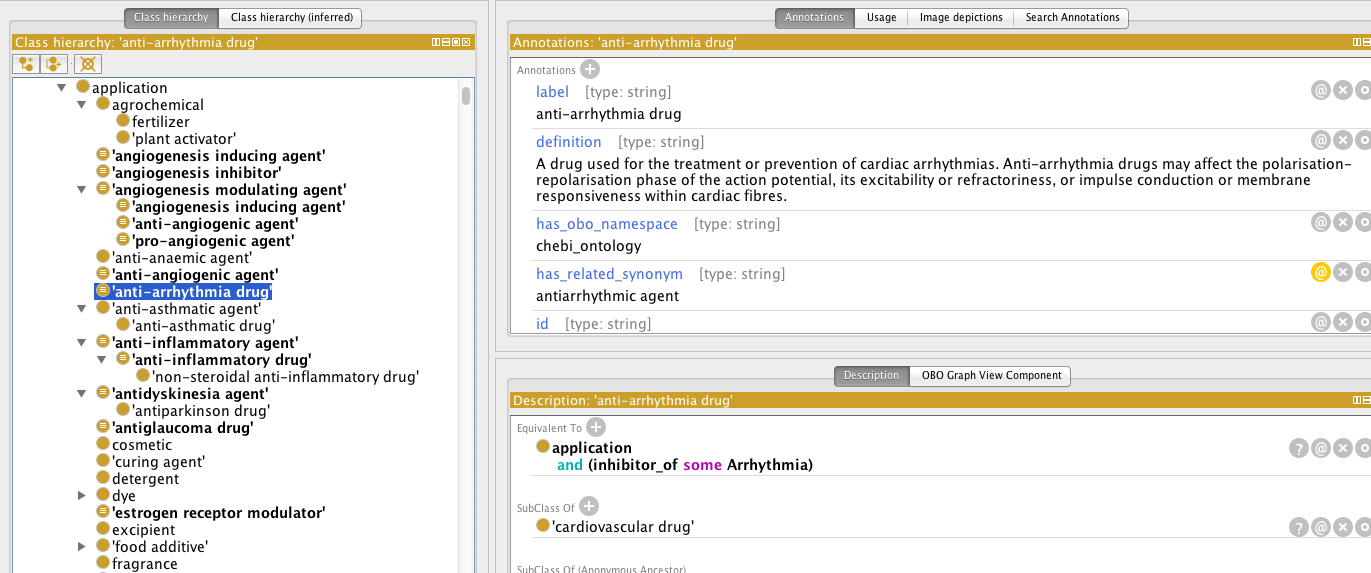 Class hierarchy
Class hierarchy (inferred)
Class hierarchy: 'anti-arrhythmia drug'
application
agrochemical
fertilizer
'plant activator'
'angiogenesis inducing agent'
'angiogenesis inhibitor'
'angiogenesis modulating agent'
'angiogenesis inducing agent'
'anti-angiogenic agent'
'pro-angiogenic agent'
'anti-anaemic agent'
'anti-angiogenic agent'
'anti-arrhythmia drug'
'anti-asthmatic agent'
'anti-asthmatic drug'
'anti-inflammatory agent'
'anti-inflammatory drug'
'non-steroidal anti-inflammatory drug'
'antidyskinesia agent'
'antiparkinson drug'
'antiglaucoma drug'
cosmetic
'curing agent'
detergent
dye
'estrogen receptor modulator'
excipient
'food additive'
fragrance
Annotations
Usage
Image depictions
Search Annotations
Annotations: 'anti-arrhythmia drug'
Annotations
label [type: string]
anti-arrhythmia drug
definition [type: string]
A drug used for the treatment or prevention of cardiac arrhythmias. Anti-arrhythmia drugs may affect the polarisation-
repolarisation phase of the action potential, its excitability or refractoriness, or impulse conduction or membrane
responsiveness within cardiac fibres.
has_obo_namespace [type: string]
chebi_ontology
has_related_synonym [type: string]
antiarrhythmic agent
id [type: string]
Description
OBO Graph View Component
Description: 'anti-arrhythmia drug'
Equivalent To
application
and (inhibitor_of some Arrhythmia)
SubClass Of
'cardiovascular drug'
SubClass Of (Anonymous Ancestor)